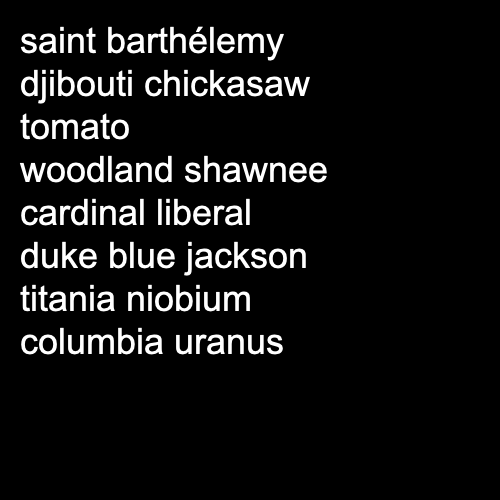 saint barthélemy
djibouti chickasaw
tomato
woodland shawnee
cardinal liberal
duke blue jackson
titania niobium
columbia uranus